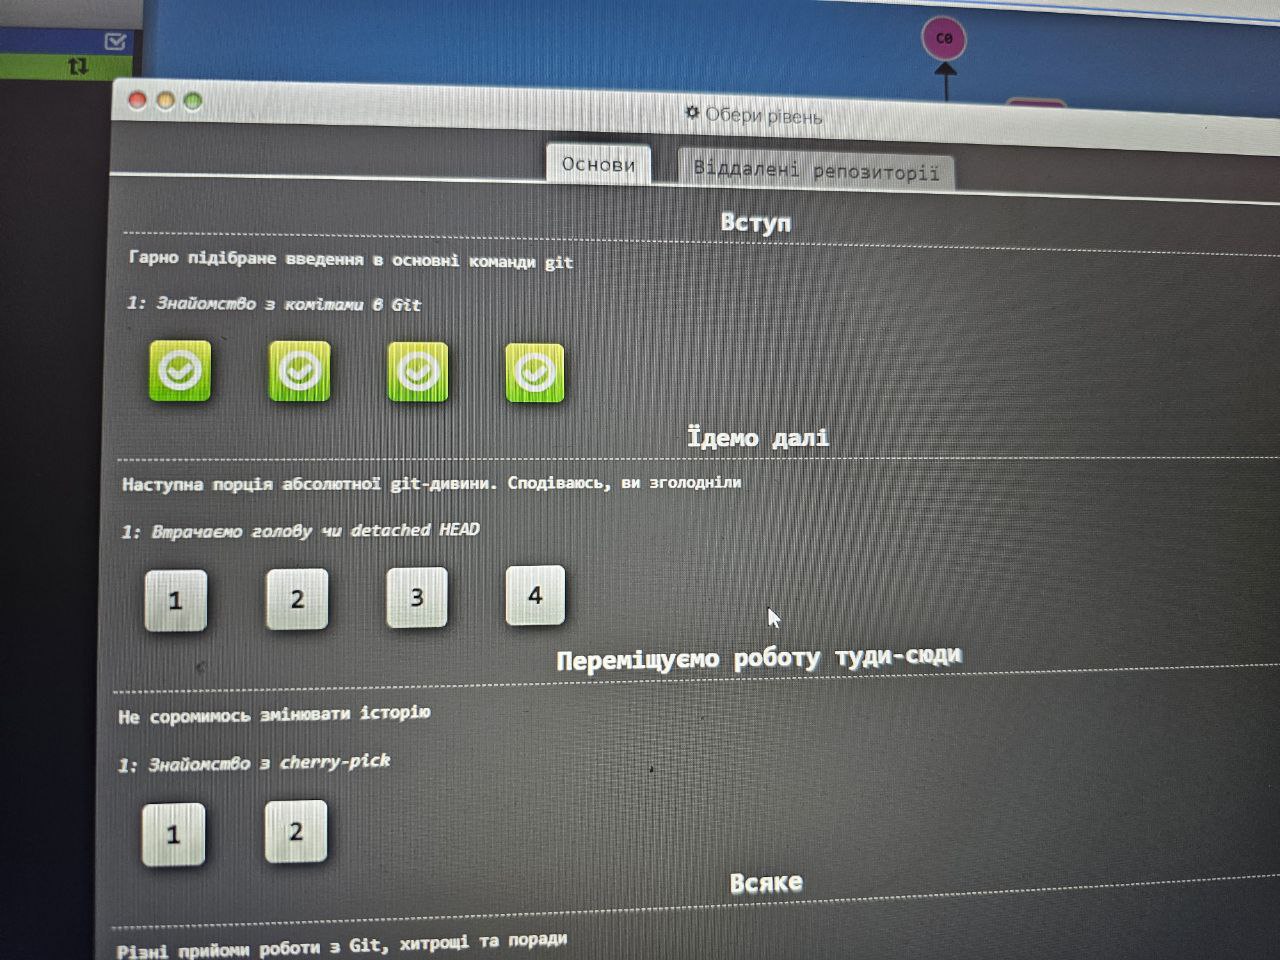 C0
Обери рівень
Основи
Віддалені репозиторії
Вступ
Гарно підібране введення в основні команди git
1: Знайомство з комітами в Git
Їдемо далі
Наступна порція абсолютної git-дивини. Сподіваюсь, ви зголодніли
1: Втрачаємо голову чи detached HEAD
1 2 3 4
Переміщуємо роботу туди-сюди
Не соромимось змінювати історію
1: Знайомство з cherry-pick
1 2
Всяке
Різні прийоми роботи з Git, хитрощі та поради